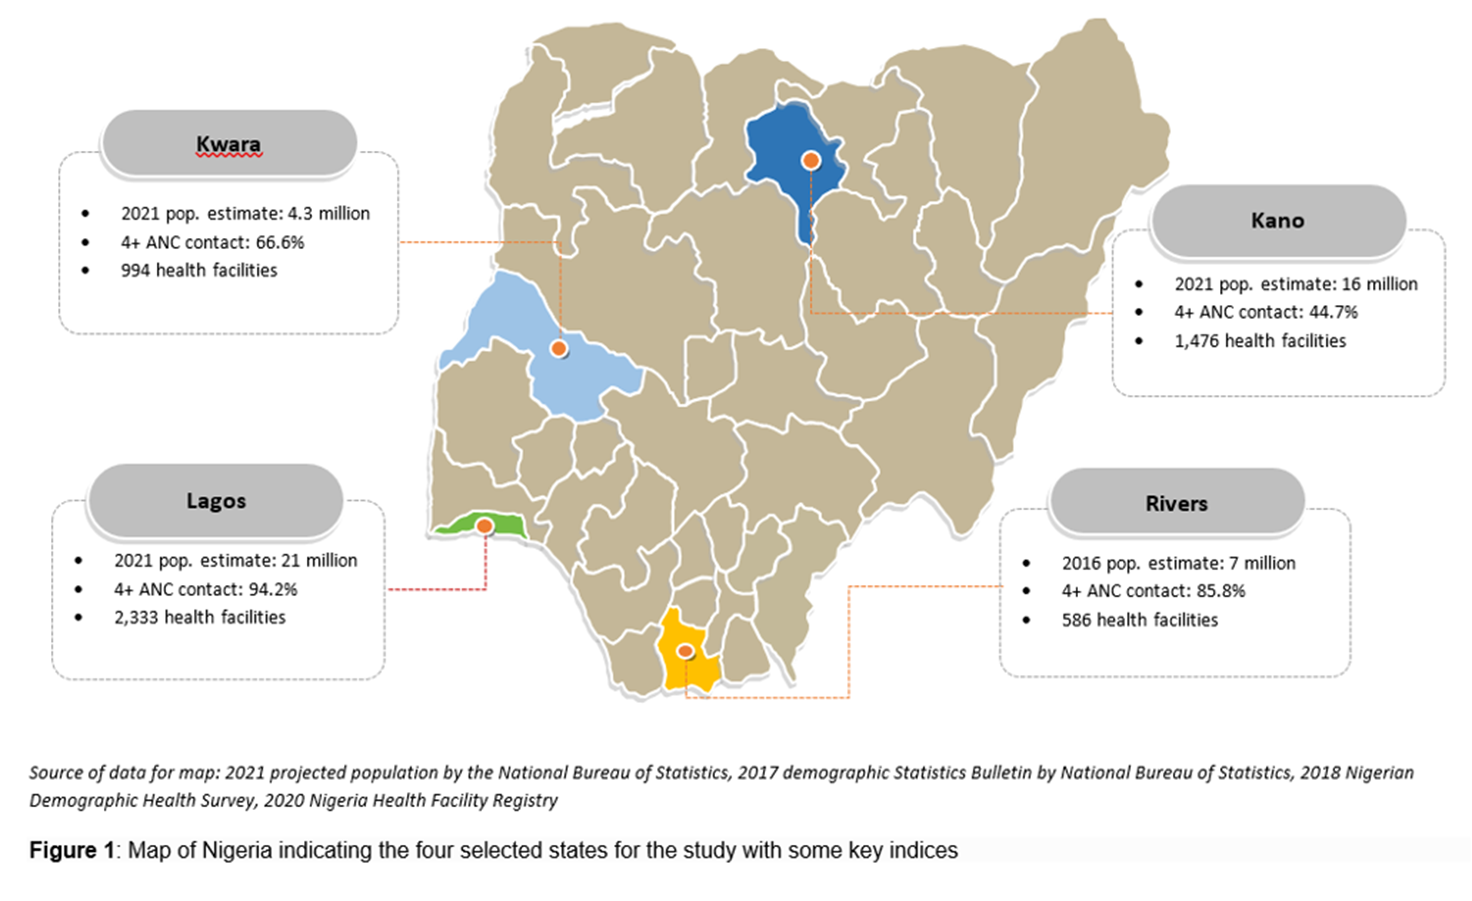 Kwara
• 2021 pop. estimate: 4.3 million
• 4+ ANC contact: 66.6%
• 994 health facilities
Kano
• 2021 pop. estimate: 16 million
• 4+ ANC contact: 44.7%
• 1,476 health facilities
Lagos
• 2021 pop. estimate: 21 million
• 4+ ANC contact: 94.2%
• 2,333 health facilities
Rivers
• 2016 pop. estimate: 7 million
• 4+ ANC contact: 85.8%
• 586 health facilities
Source of data for map: 2021 projected population by the National Bureau of Statistics, 2017 demographic Statistics Bulletin by National Bureau of Statistics, 2018 Nigerian
Demographic Health Survey, 2020 Nigeria Health Facility Registry
Figure 1: Map of Nigeria indicating the four selected states for the study with some key indices